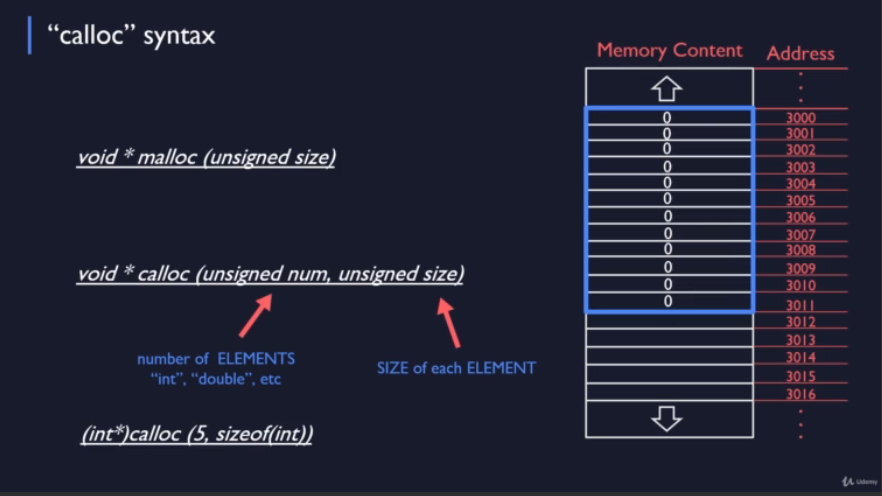 “calloc” syntax
void * malloc (unsigned size)
void * calloc (unsigned num, unsigned size)
number of ELEMENTS
“int”, “double”, etc
SIZE of each ELEMENT
(int*)calloc (5, sizeof(int))
Memory Content Address
0 3000
0 3001
0 3002
0 3003
0 3004
0 3005
0 3006
0 3007
0 3008
0 3009
0 3010
0 3011
3012
3013
3014
3015
3016
Udemy